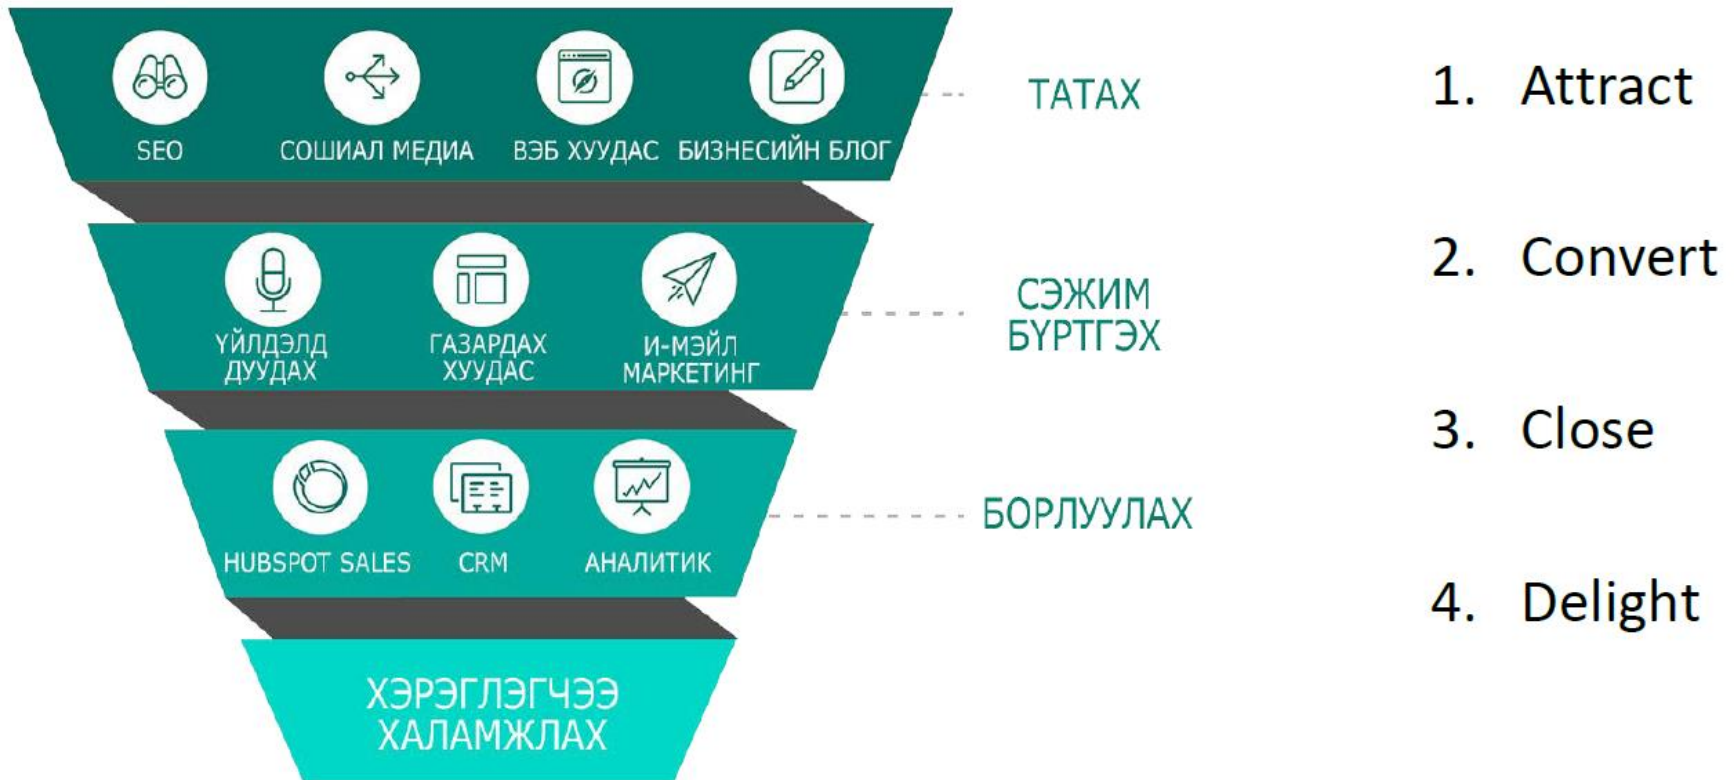 SEO
СОШИАЛ МЕДИА
ВЭБ ХУУДАС
БИЗНЕСИЙН БЛОГ
ТАТАХ
1. Attract
ҮЙЛДЭЛД
ДУУДАХ
ГАЗАРДАХ
ХУУДАС
И-МЭЙЛ
МАРКЕТИНГ
СЭЖИМ
БҮРТГЭХ
2. Convert
HUBSPOT SALES
CRM
АНАЛИТИК
БОРЛУУЛАХ
3. Close
ХЭРЭГЛЭГЧЭЭ
ХАЛАМЖЛАХ
4. Delight